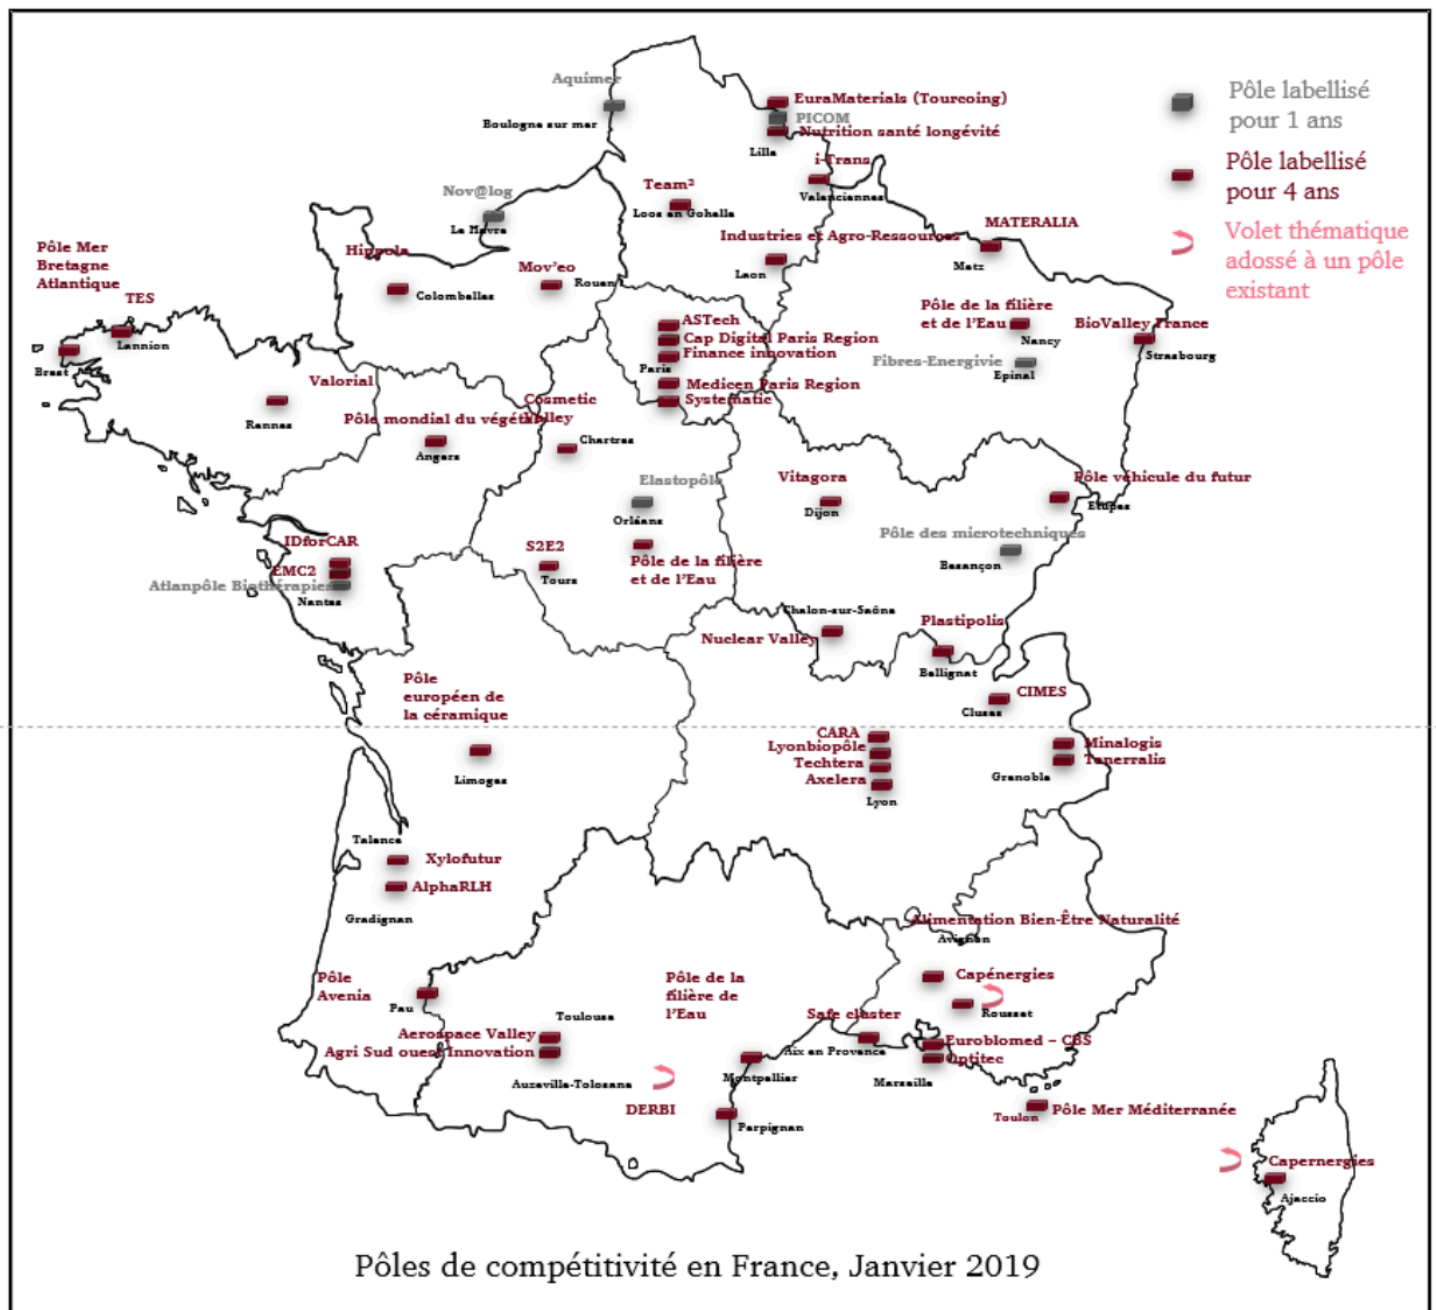 Aquimer
Boulogne sur mer
EuraMaterials (Tourcoing)
PICOM
Nutrition santé longévité
Lille
i-Trans
Valenciennes
Pôle labellisé
pour 1 ans
Pôle labellisé
pour 4 ans
Volet thématique
adossé à un pôle
existant
Nov@log
Le Havre
Team²
Loos en Gohelle
Industries et Agro-Ressources
Laon
MATERALIA
Metz
Pôle Mer
Bretagne
Atlantique
TES
Lannion
Brest
Hippolo
Colombelles
Mov'eo
Rouen
ASTech
Cap Digital Paris Region
Finance innovation
Paris
Medicen Paris Region
Systematic
Pôle de la filière
et de l'Eau
Nancy
Fibres-Energivie
Epinal
BioValley France
Strasbourg
Valorial
Rennes
Pôle mondial du végétal
Angers
Cosmetic
Valley
Chartres
Elastopôle
Orléans
Vitagora
Dijon
Pôle véhicule du futur
Etupes
Pôle des microtechniques
Besançon
IDforCAR
EMC2
Atlanpôle Biothérapies
Nantes
S2E2
Tours
Pôle de la filière
et de l'Eau
Chalon-sur-Saône
Nuclear Valley
Plastipolis
Bellignat
CIMES
Cluses
Pôle
européen de
la céramique
Limoges
CARA
Lyonbiopôle
Techtera
Axelera
Lyon
Minalogis
Tenerralis
Grenoble
Talence
Xylofutur
AlphaRLH
Gradignan
Alimentation Bien-Être Naturalité
Avignon
Capénergies
Rousset
Pôle
Avenia
Pau
Pôle de la
filière de
l'Eau
Toulouse
Aerospace Valley
Agri Sud ouest Innovation
Auzeville-Tolosane
Safe cluster
Aix en Provence
Montpellier
DERBI
Perpignan
Eurobiomed – CBS
Optitec
Marseille
Toulon
Pôle Mer Méditerranée
Capernergies
Ajaccio
Pôles de compétitivité en France, Janvier 2019